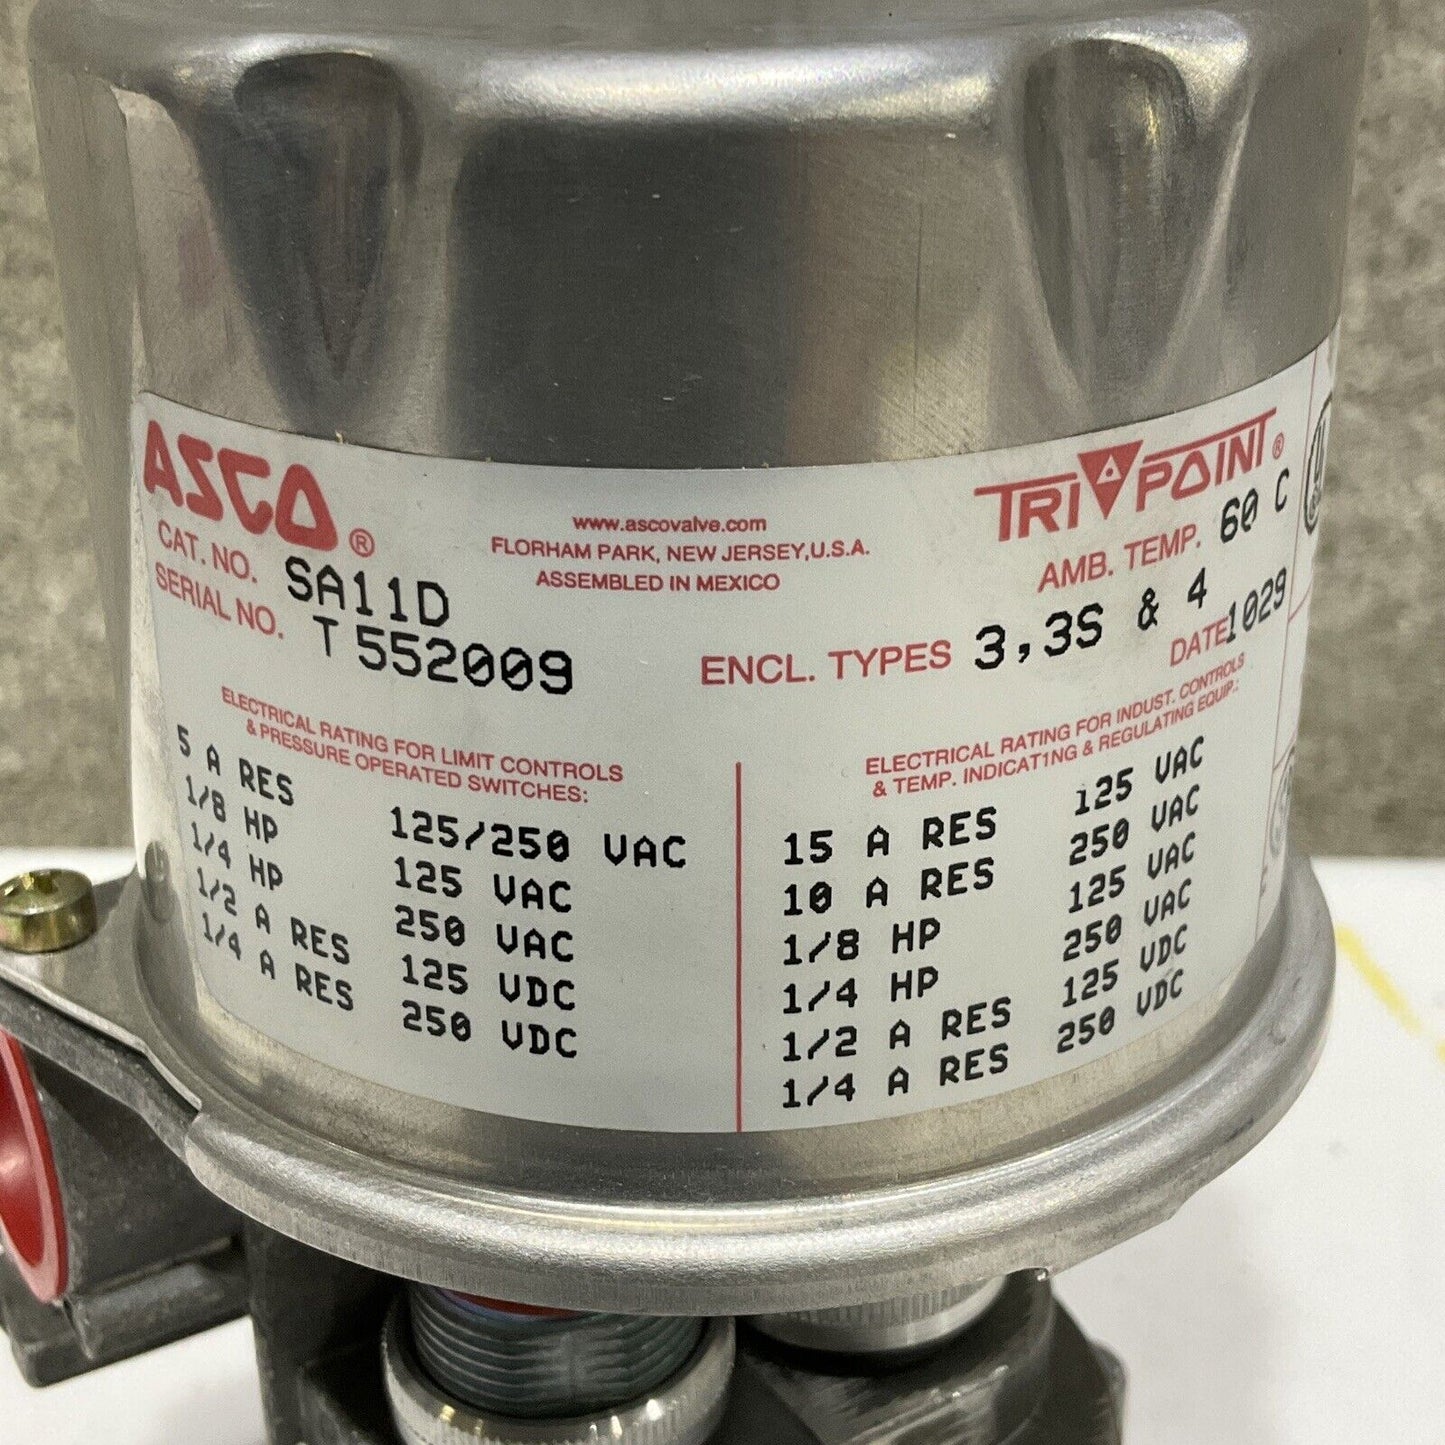 ASCO®
CAT. NO. SA11D
SERIAL NO. T552009
www.ascovalve.com
FLORHAM PARK, NEW JERSEY,U.S.A.
ASSEMBLED IN MEXICO
TRI POINT®
AMB. TEMP. 60 C
ENCL. TYPES 3,3S & 4
DATE 1029
ELECTRICAL RATING FOR LIMIT CONTROLS
& PRESSURE OPERATED SWITCHES:
5 A RES 125/250 VAC
1/8 HP 125 VAC
1/4 HP 250 VAC
1/2 A RES 125 VDC
1/4 A RES 250 VDC
ELECTRICAL RATING FOR INDUST. CONTROLS
& TEMP. INDICAT1NG & REGULATING EQUIP.:
15 A RES 125 VAC
10 A RES 250 VAC
1/8 HP 125 VAC
1/4 HP 250 VAC
1/2 A RES 125 VDC
1/4 A RES 250 VDC